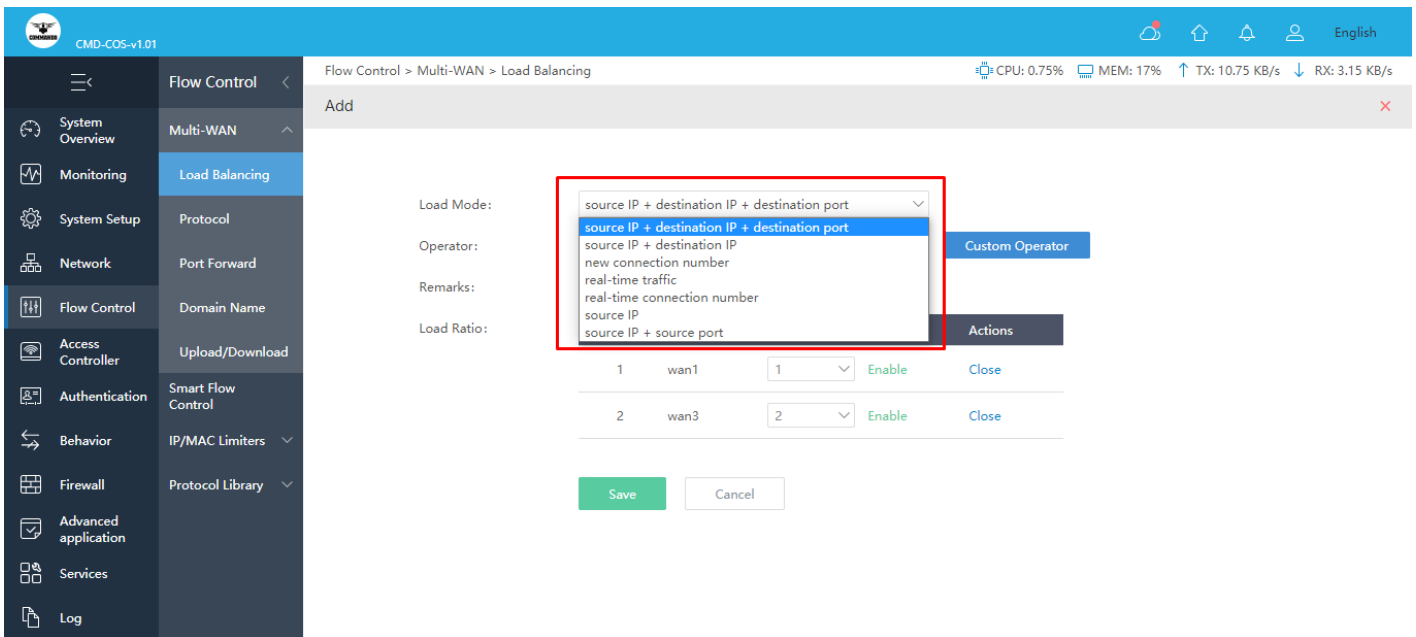 COMMANDO
CMD-COS-v1.01
English
Flow Control
Flow Control > Multi-WAN > Load Balancing
CPU: 0.75%
MEM: 17%
TX: 10.75 KB/s
RX: 3.15 KB/s
Add
System
Overview
Monitoring
System Setup
Network
Flow Control
Access
Controller
Authentication
Behavior
Firewall
Advanced
application
Services
Log
Multi-WAN
Load Balancing
Protocol
Port Forward
Domain Name
Upload/Download
Smart Flow
Control
IP/MAC Limiters
Protocol Library
Load Mode:
source IP + destination IP + destination port
source IP + destination IP + destination port
source IP + destination IP
new connection number
real-time traffic
real-time connection number
source IP
source IP + source port
Operator:
Custom Operator
Remarks:
Load Ratio:
Actions
1 wan1 1 Enable Close
2 wan3 2 Enable Close
Save
Cancel